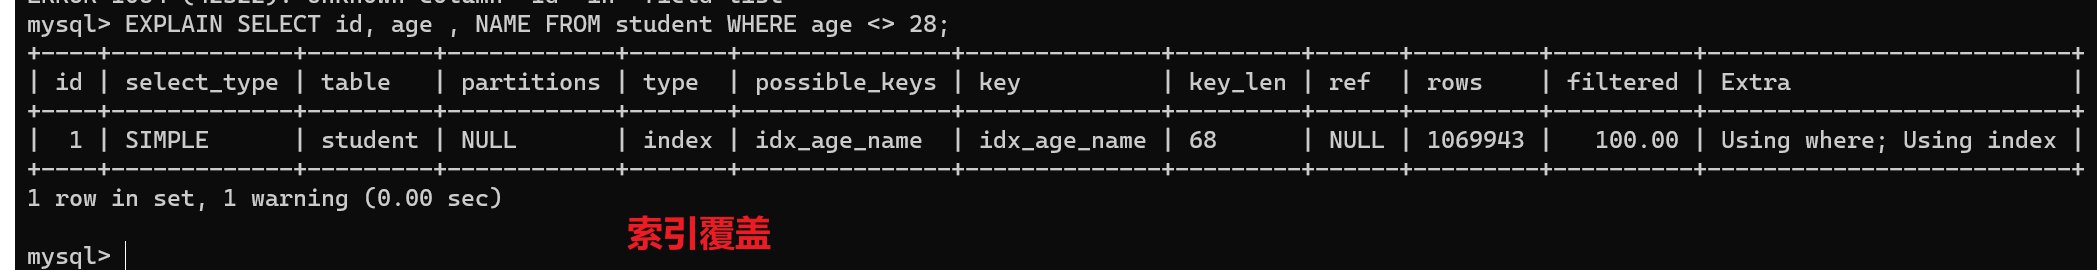 mysql> EXPLAIN SELECT id, age , NAME FROM student WHERE age <> 28;
+----+-------------+---------+------------+-------+---------------+--------------+---------+------+---------+----------+--------------------------+
| id | select_type | table | partitions | type | possible_keys | key | key_len | ref | rows | filtered | Extra |
+----+-------------+---------+------------+-------+---------------+--------------+---------+------+---------+----------+--------------------------+
| 1 | SIMPLE | student | NULL | index | idx_age_name | idx_age_name | 68 | NULL | 1069943 | 100.00 | Using where; Using index |
+----+-------------+---------+------------+-------+---------------+--------------+---------+------+---------+----------+--------------------------+
1 row in set, 1 warning (0.00 sec)
索引覆盖
mysql>